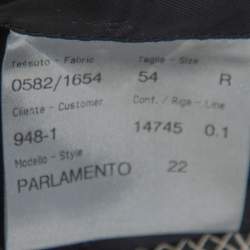 Tessuto - Fabric Taglia - Size
0582/1654 54 R
Cliente - Customer Conf. / Riga - Line
948-1 14745 0.1
Modello - Style
PARLAMENTO 22